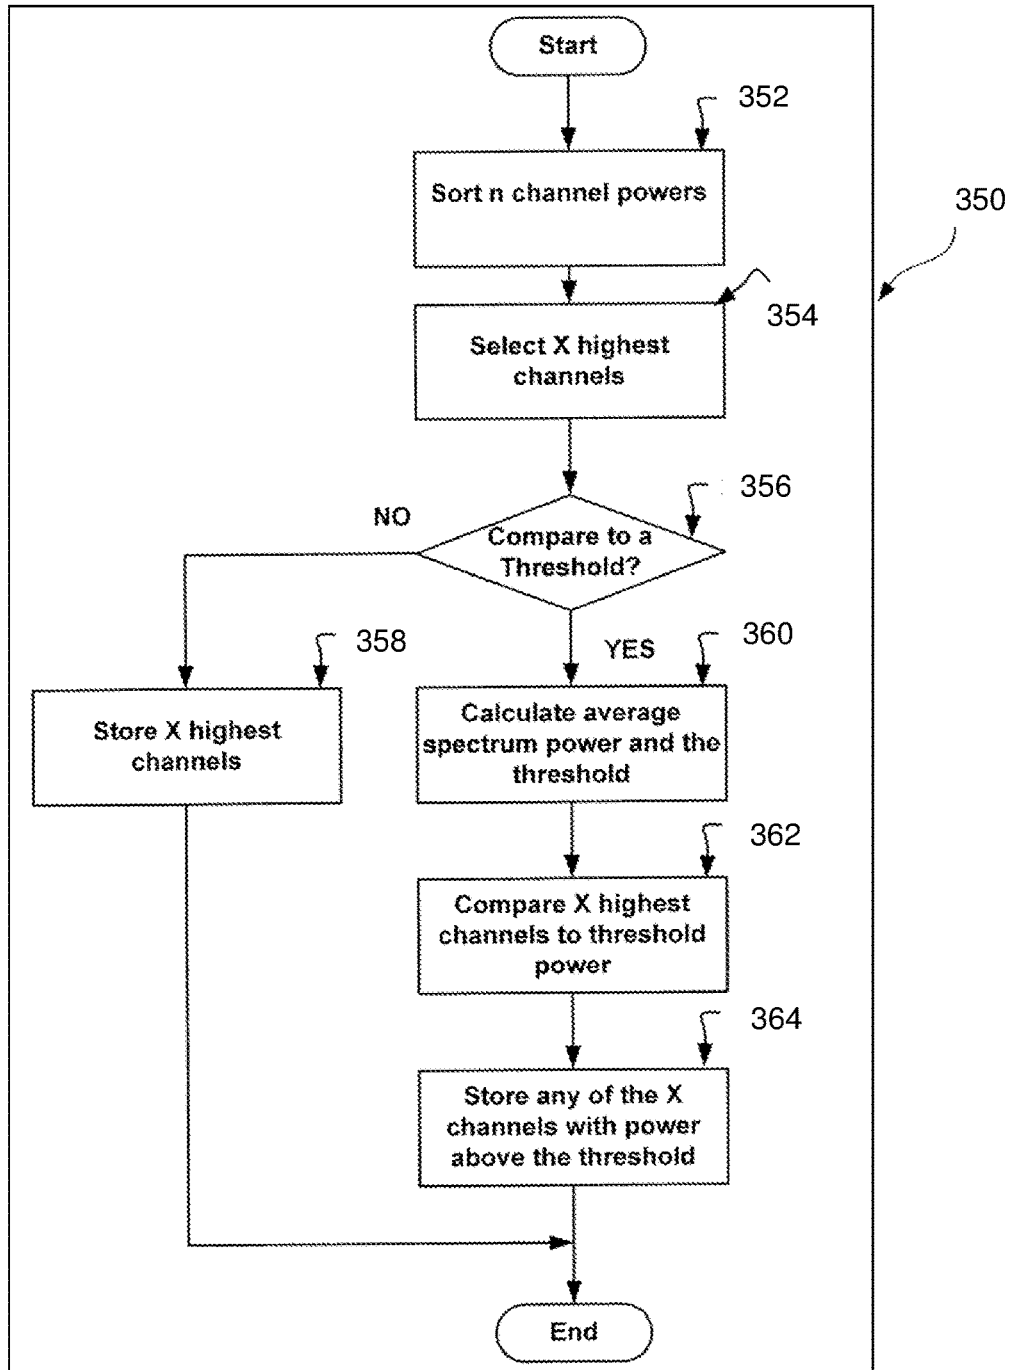 Start
352
Sort n channel powers
350
354
Select X highest
channels
356
NO
Compare to a
Threshold?
358
YES
360
Store X highest
channels
Calculate average
spectrum power and the
threshold
362
Compare X highest
channels to threshold
power
364
Store any of the X
channels with power
above the threshold
End